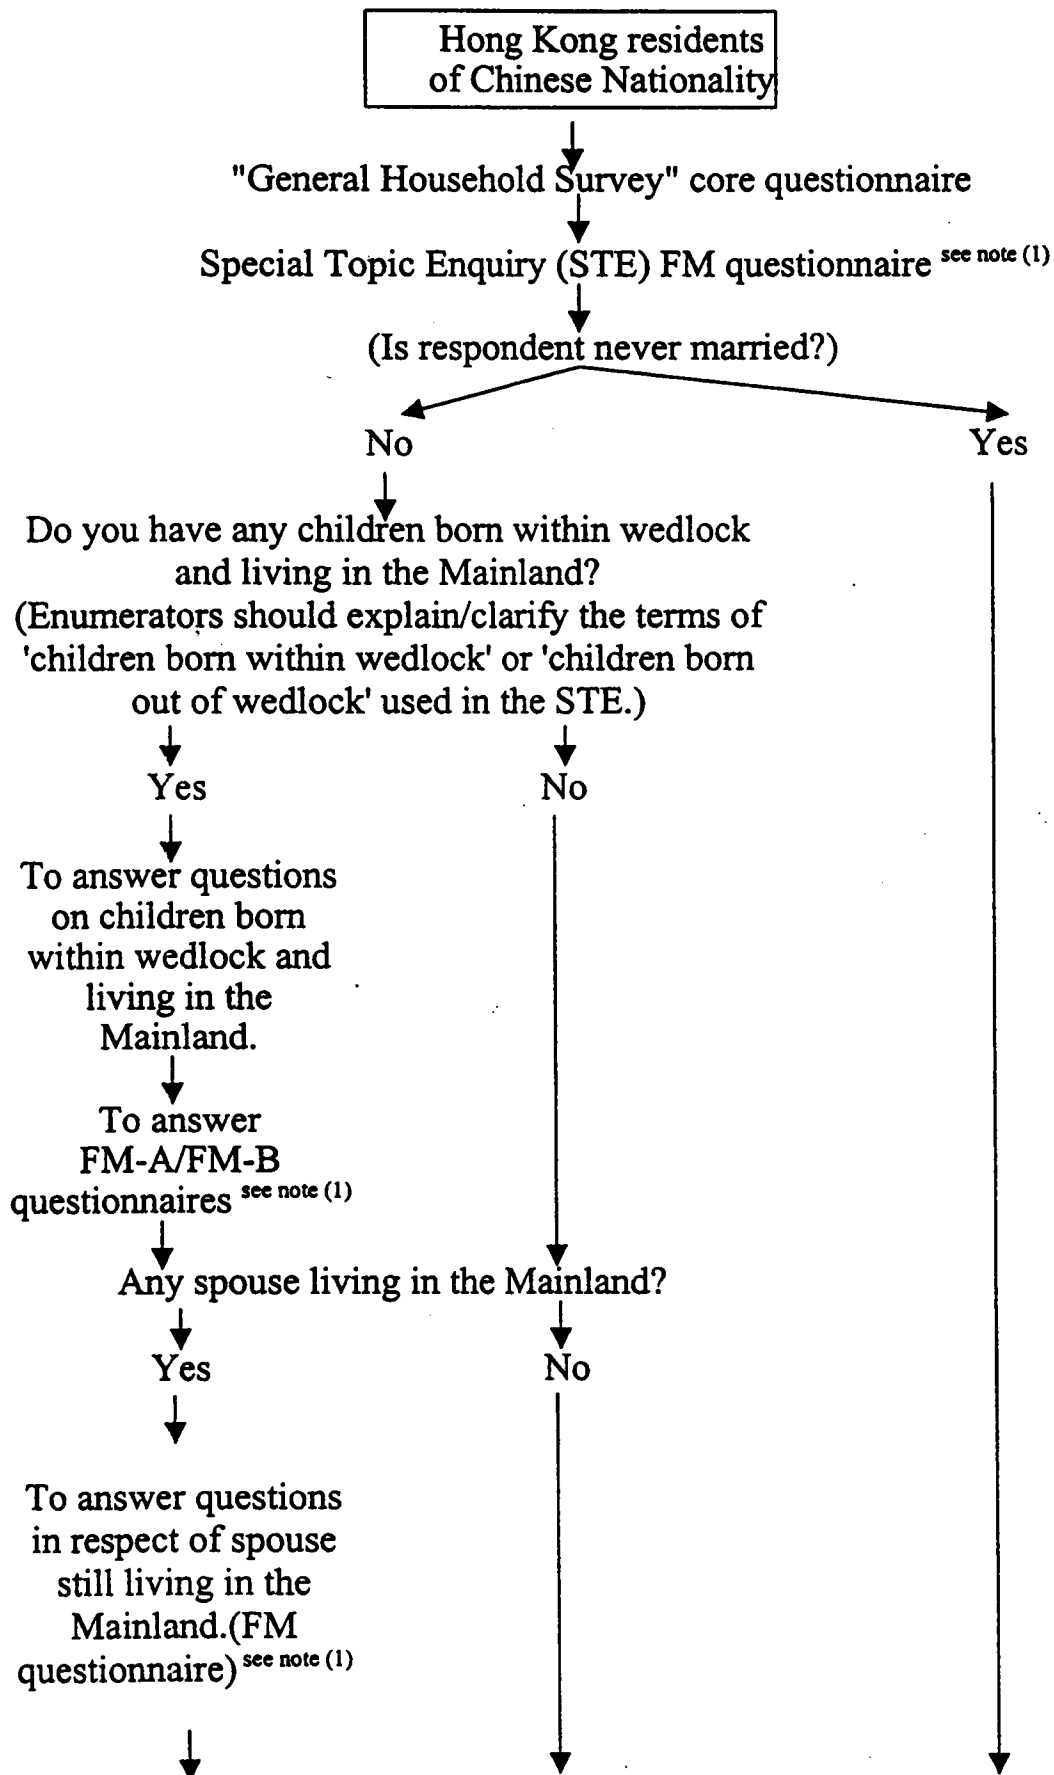 Hong Kong residents
of Chinese Nationality
"General Household Survey" core questionnaire
Special Topic Enquiry (STE) FM questionnaire see note (1)
(Is respondent never married?)
No
Yes
Do you have any children born within wedlock
and living in the Mainland?
(Enumerators should explain/clarify the terms of
'children born within wedlock' or 'children born
out of wedlock' used in the STE.)
Yes
No
To answer questions
on children born
within wedlock and
living in the
Mainland.
To answer
FM-A/FM-B
questionnaires see note (1)
Any spouse living in the Mainland?
Yes
No
To answer questions
in respect of spouse
still living in the
Mainland.(FM
questionnaire) see note (1)